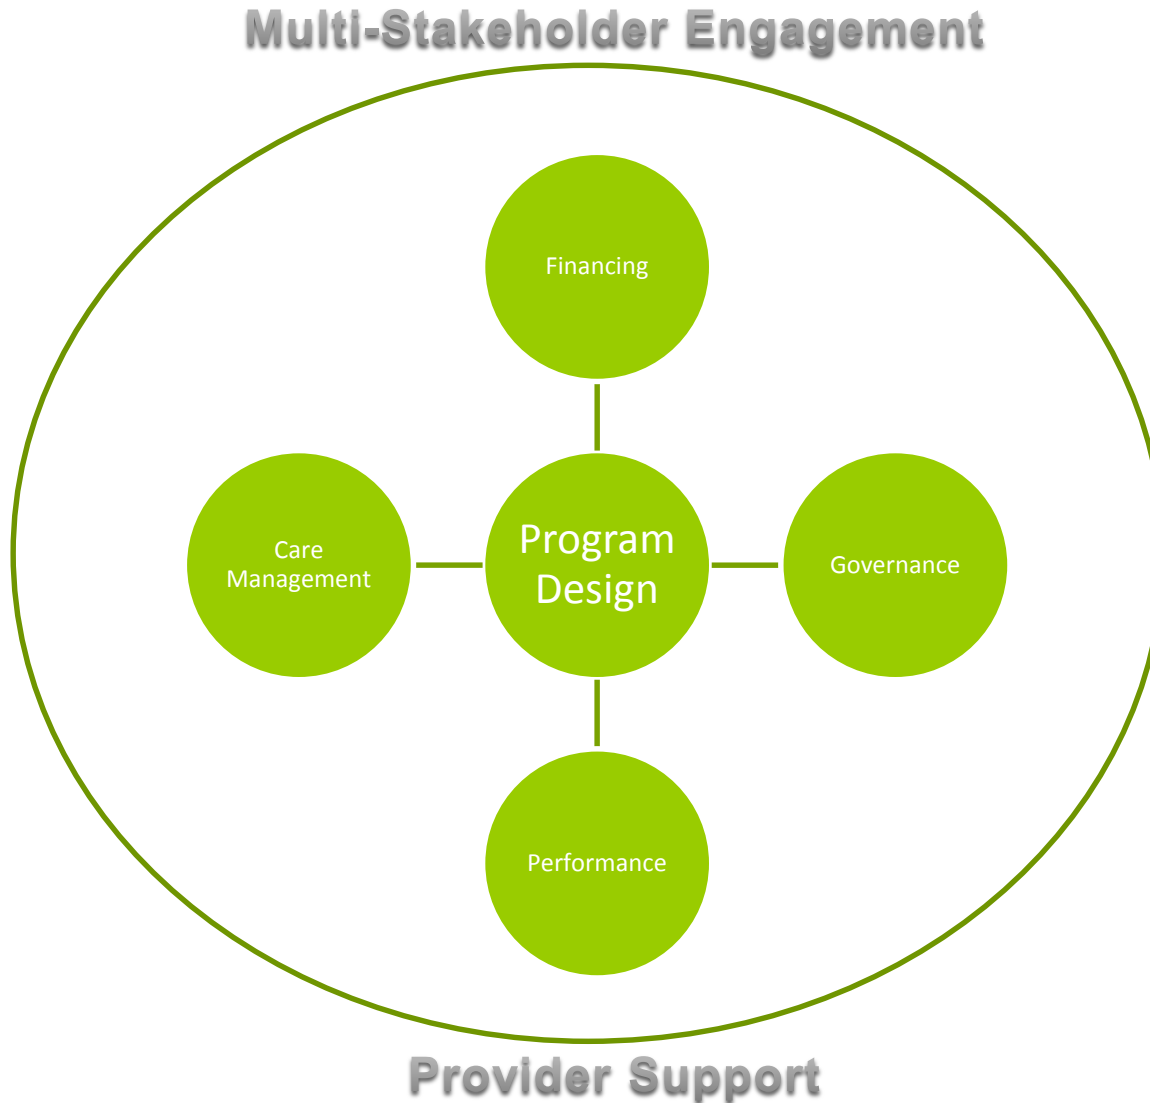 Multi-Stakeholder Engagement
Financing
Care
Management
Program
Design
Governance
Performance
Provider Support